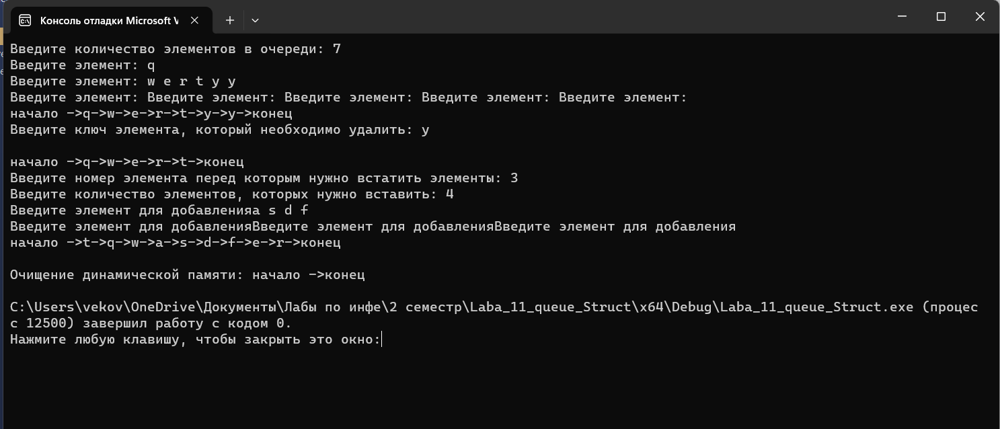 Консоль отладки Microsoft V
Введите количество элементов в очереди: 7
Введите элемент: q
Введите элемент: w e r t y y
Введите элемент: Введите элемент: Введите элемент: Введите элемент: Введите элемент:
начало ->q->w->e->r->t->y->y->конец
Введите ключ элемента, который необходимо удалить: y
начало ->q->w->e->r->t->конец
Введите номер элемента перед которым нужно встатить элементы: 3
Введите количество элементов, которых нужно вставить: 4
Введите элемент для добавленияa s d f
Введите элемент для добавленияВведите элемент для добавленияВведите элемент для добавления
начало ->t->q->w->a->s->d->f->e->r->конец
Очищение динамической памяти: начало ->конец
C:\Users\vekov\OneDrive\Документы\Лабы по инфе\2 семестр\Laba_11_queue_Struct\x64\Debug\Laba_11_queue_Struct.exe (процес
с 12500) завершил работу с кодом 0.
Нажмите любую клавишу, чтобы закрыть это окно: